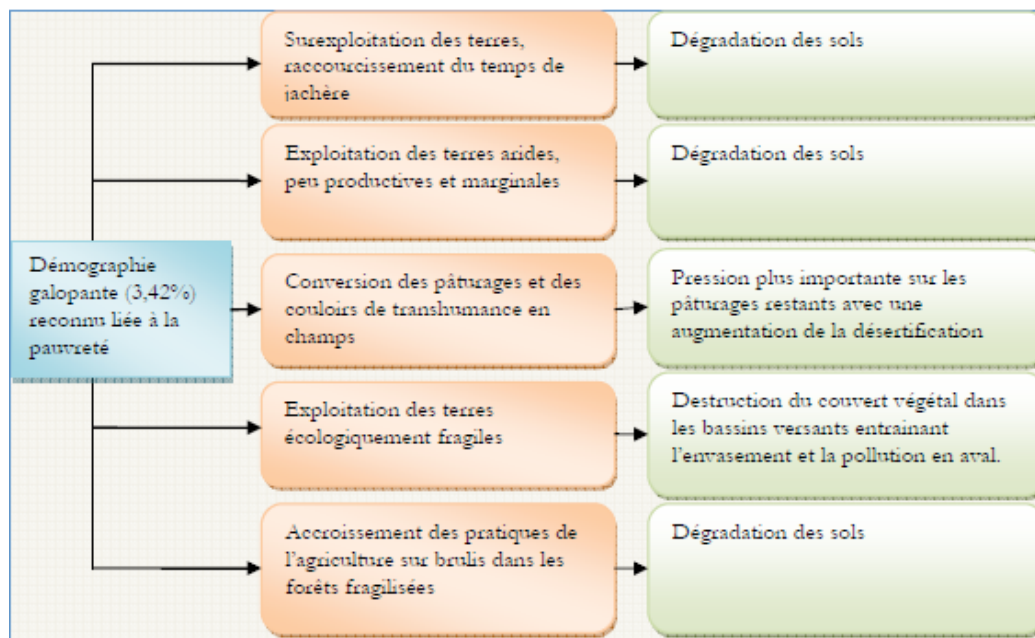 Surexploitation des terres,
raccourcissement du temps de
jachère
Dégradation des sols
Exploitation des terres arides,
peu productives et marginales
Dégradation des sols
Démographie
galopante (3,42%)
reconnu liée à la
pauvreté
Conversion des pâturages et des
couloirs de transhumance en
champs
Pression plus importante sur les
pâturages restants avec une
augmentation de la désertification
Exploitation des terres
écologiquement fragiles
Destruction du couvert végétal dans
les bassins versants entrainant
l'envasement et la pollution en aval.
Accroissement des pratiques de
l'agriculture sur brulis dans les
forêts fragilisées
Dégradation des sols